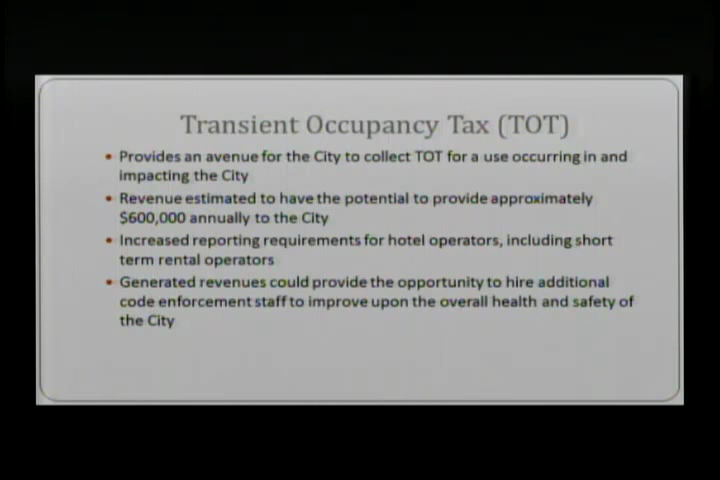 Transient Occupancy Tax (TOT)
• Provides an avenue for the City to collect TOT for a use occurring in and
impacting the City
• Revenue estimated to have the potential to provide approximately
$600,000 annually to the City
• Increased reporting requirements for hotel operators, including short
term rental operators
• Generated revenues could provide the opportunity to hire additional
code enforcement staff to improve upon the overall health and safety of
the City